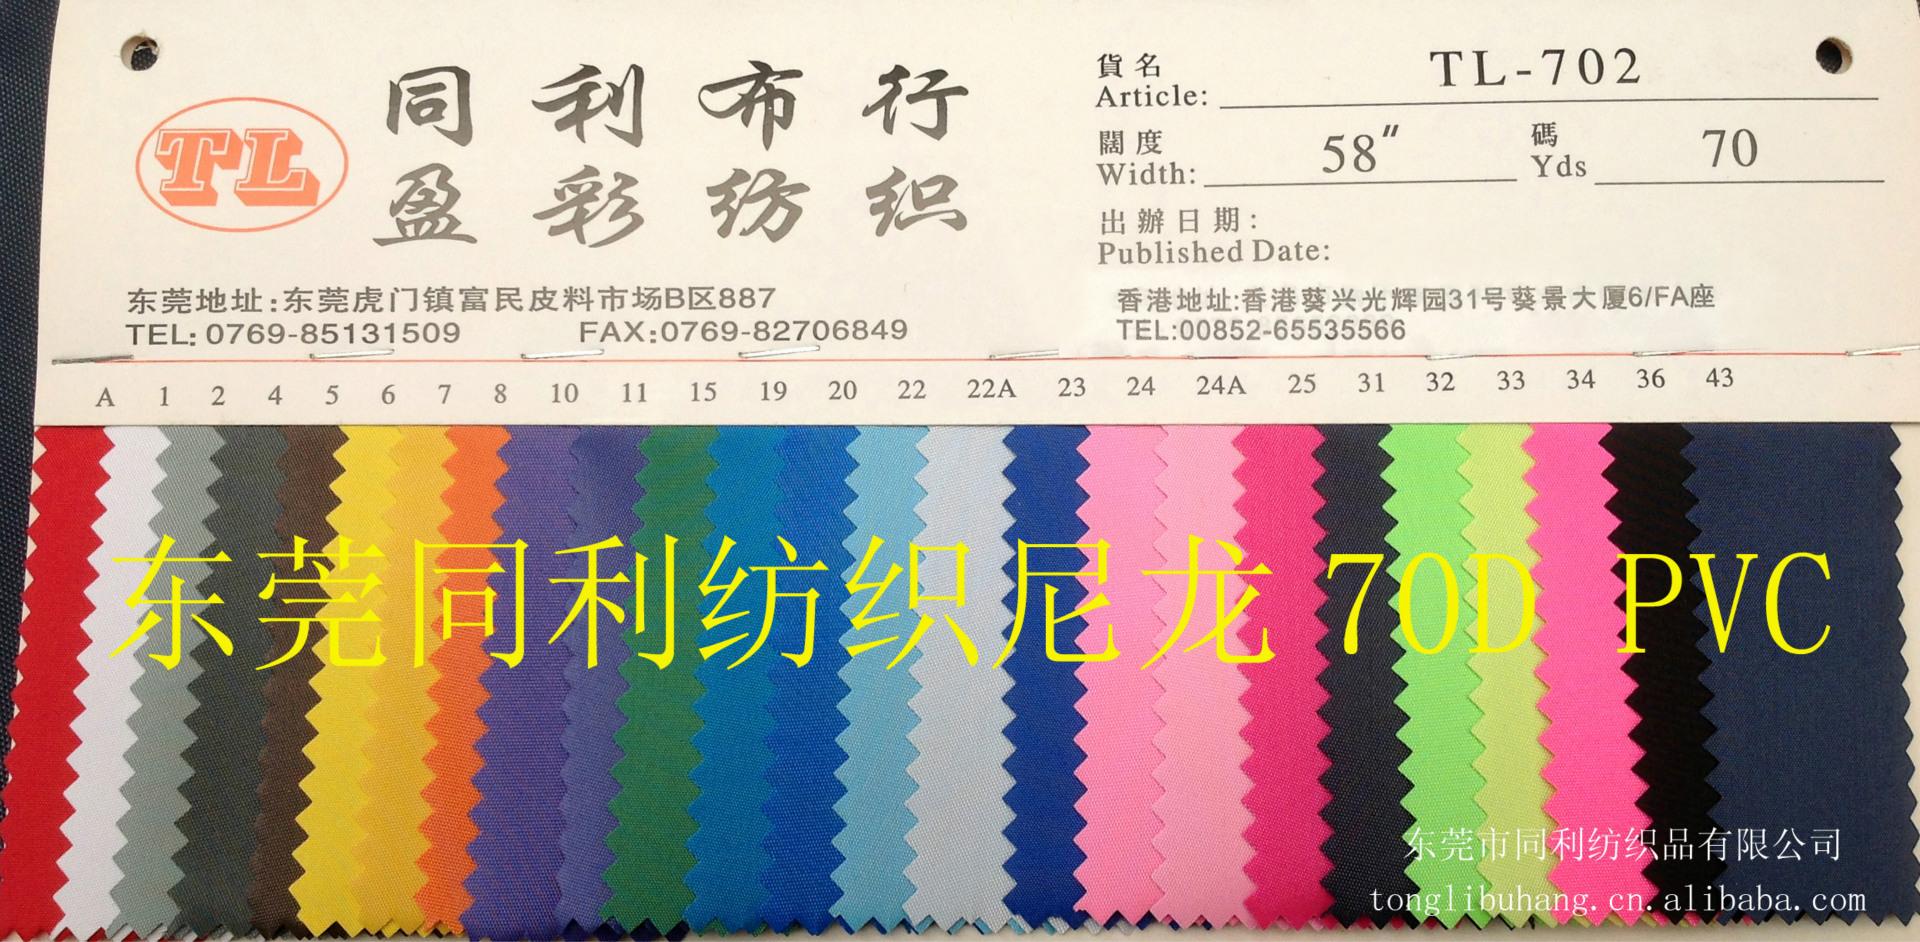 TL
同利布行
盈彩纺织
貨名
Article: TL-702
闊度
Width: 58"
碼
Yds 70
出辦日期:
Published Date:
东莞地址:东莞虎门镇富民皮料市场B区887
TEL: 0769-85131509 FAX:0769-82706849
香港地址:香港葵兴光辉园31号葵景大厦6/FA座
TEL:00852-65535566
A 1 2 4 5 6 7 8 10 11 15 19 20 22 22A 23 24 24A 25 31 32 33 34 36 43
东莞同利纺织尼龙70D PVC
东莞市同利纺织品有限公司
tonglibuhang.cn.alibaba.com